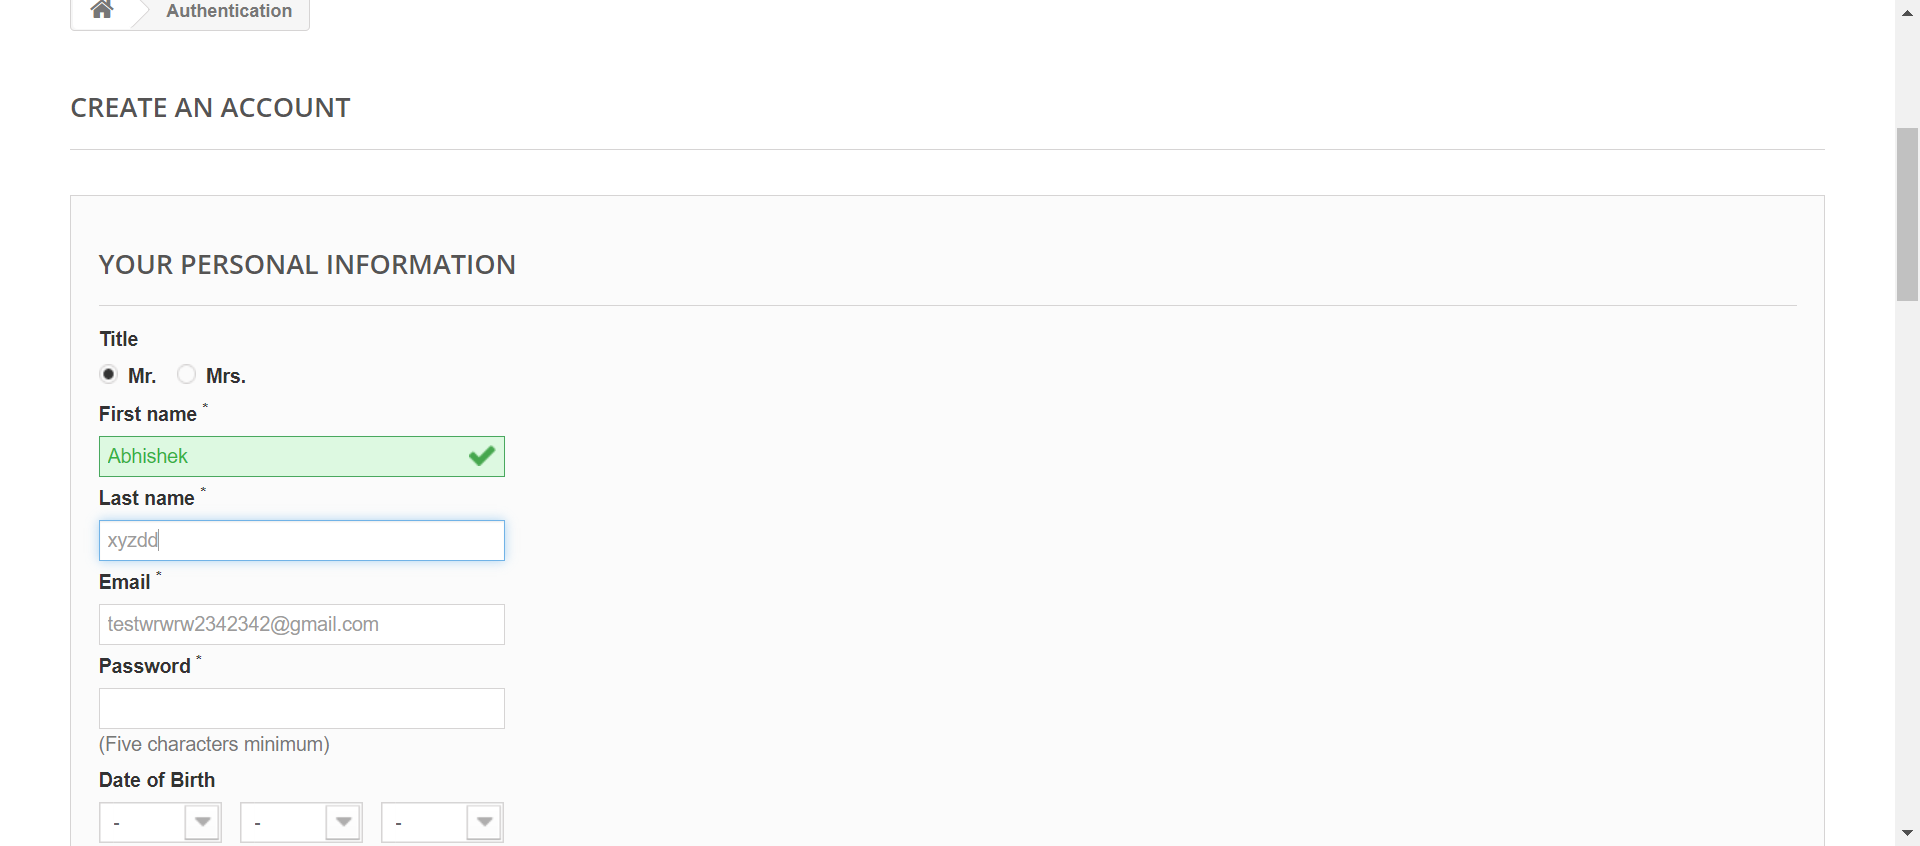 Authentication
CREATE AN ACCOUNT
YOUR PERSONAL INFORMATION
Title
Mr. Mrs.
First name *
Abhishek
Last name *
xyzdd
Email *
testwrwrw2342342@gmail.com
Password *
(Five characters minimum)
Date of Birth
- - -